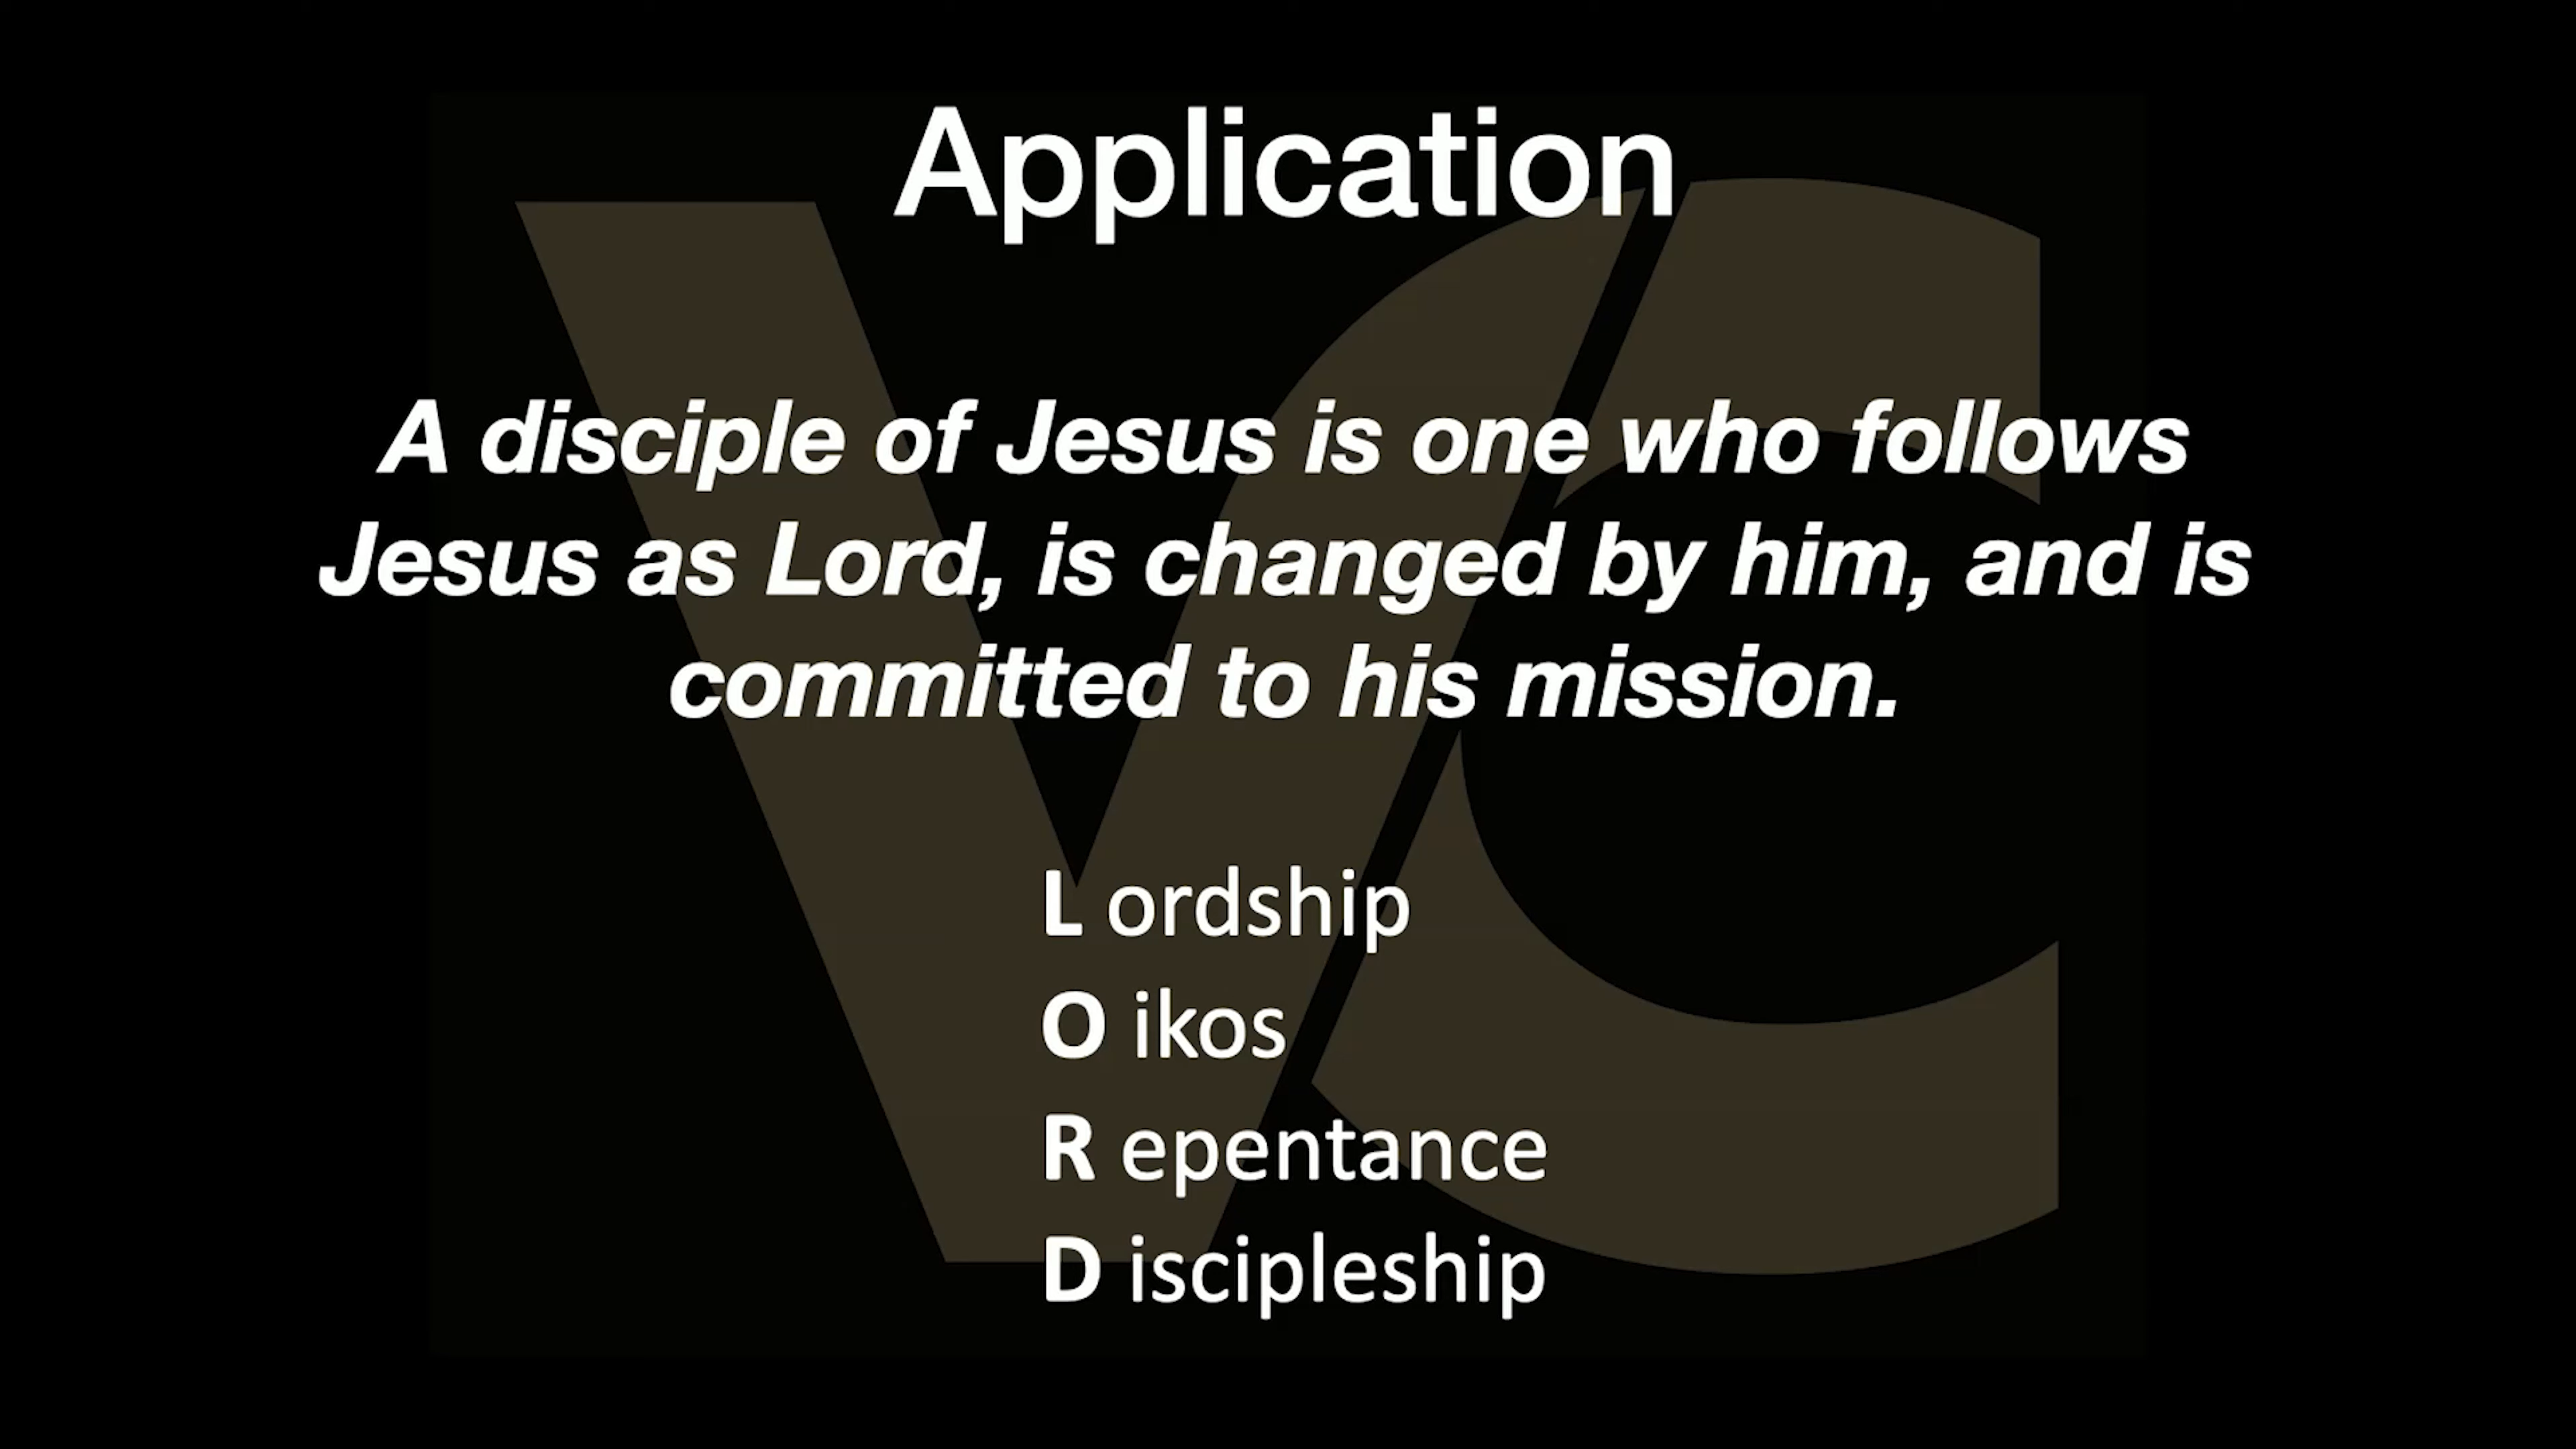 Application
A disciple of Jesus is one who follows
Jesus as Lord, is changed by him, and is
committed to his mission.
L ordship
O ikos
R epentance
D iscipleship
VC